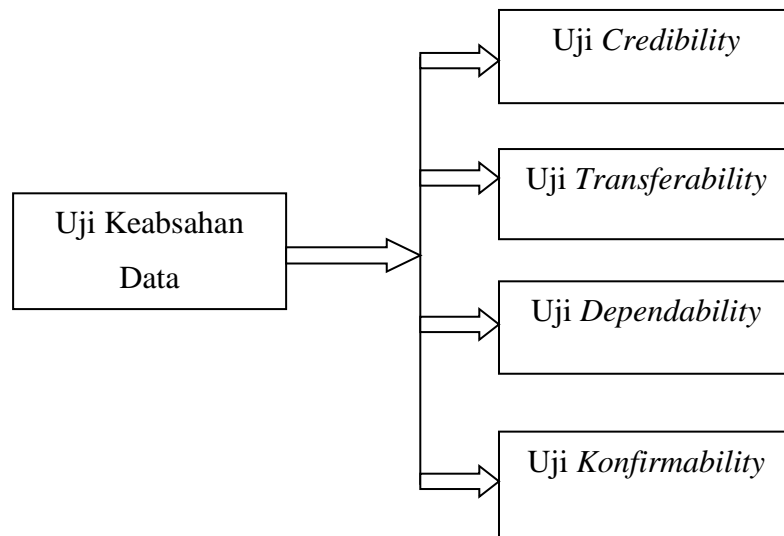 Uji Keabsahan
Data
Uji Credibility
Uji Transferability
Uji Dependability
Uji Konfirmability